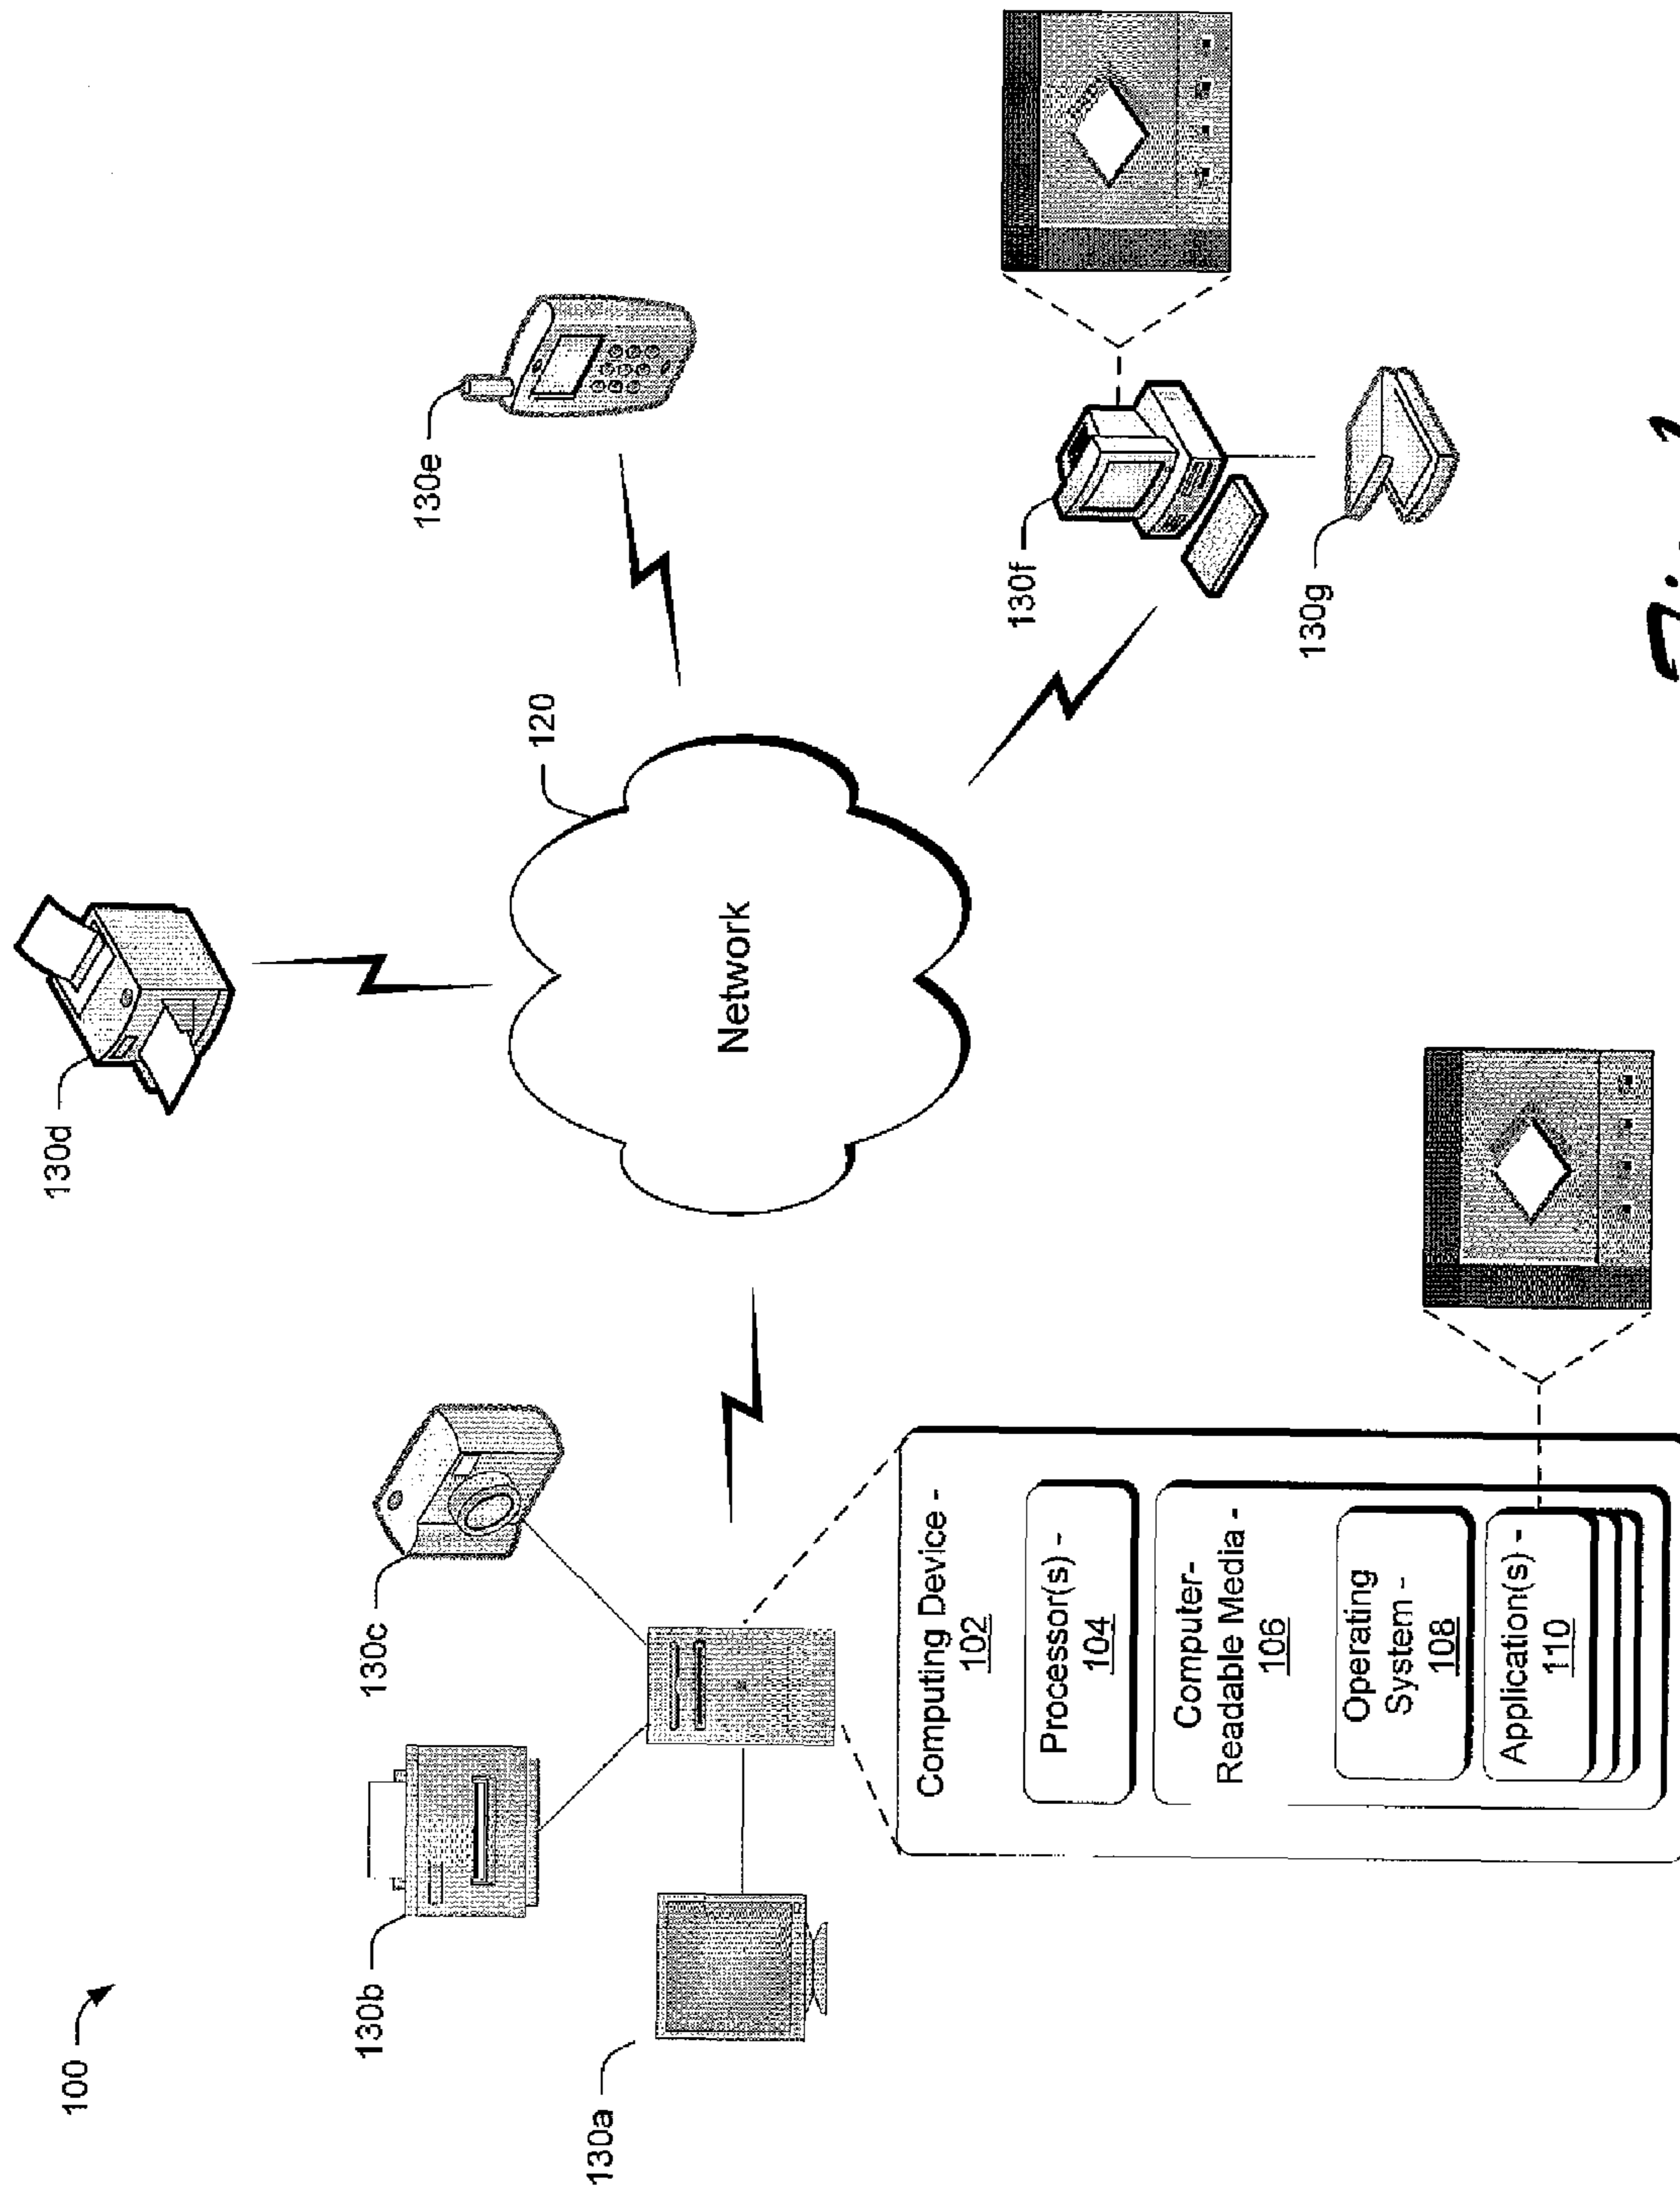 100
130a
130b
130c
130d
130e
120
Network
130f
130g
Computing Device -
102
Processor(s) -
104
Computer-
Readable Media -
106
Operating
System -
108
Application(s) -
110